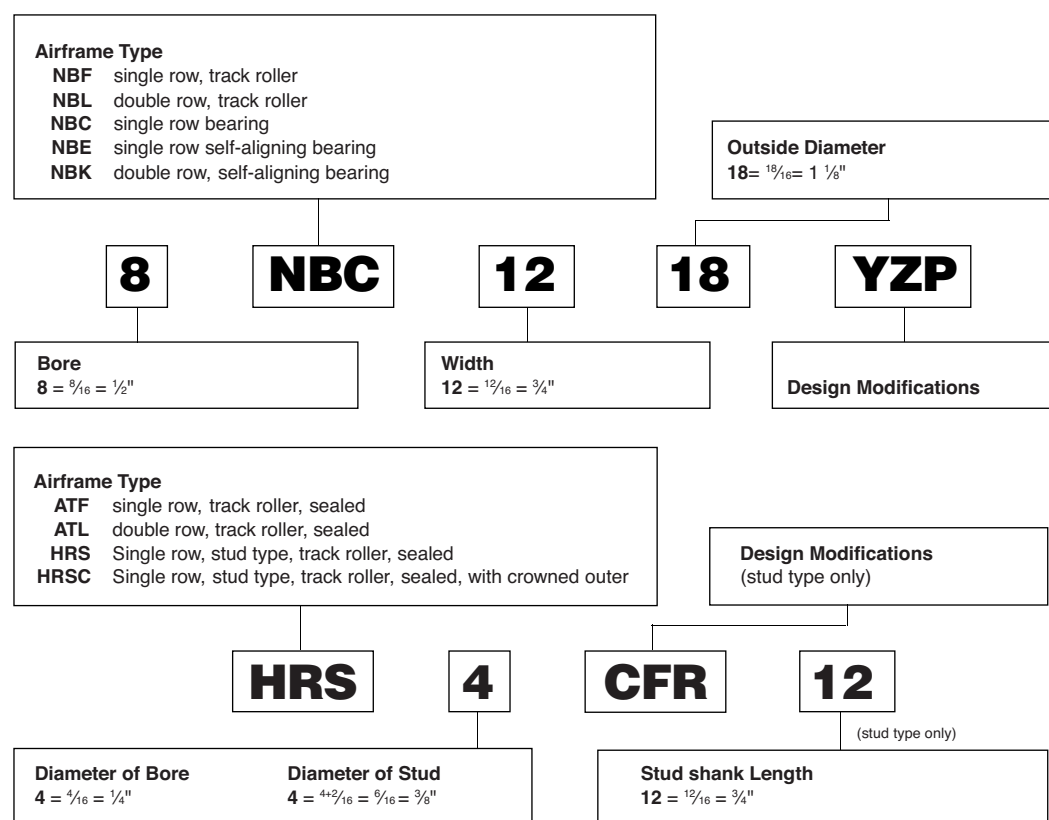 Airframe Type
NBF single row, track roller
NBL double row, track roller
NBC single row bearing
NBE single row self-aligning bearing
NBK double row, self-aligning bearing
Outside Diameter
18= 18⁄16= 1 1⁄8"
8 NBC 12 18 YZP
Bore
8 = 8⁄16 = 1⁄2"
Width
12 = 12⁄16 = 3⁄4"
Design Modifications
Airframe Type
ATF single row, track roller, sealed
ATL double row, track roller, sealed
HRS Single row, stud type, track roller, sealed
HRSC Single row, stud type, track roller, sealed, with crowned outer
Design Modifications
(stud type only)
HRS 4 CFR 12
(stud type only)
Diameter of Bore
4 = 4⁄16 = 1⁄4"
Diameter of Stud
4 = 4+2⁄16 = 6⁄16 = 3⁄8"
Stud shank Length
12 = 12⁄16 = 3⁄4"